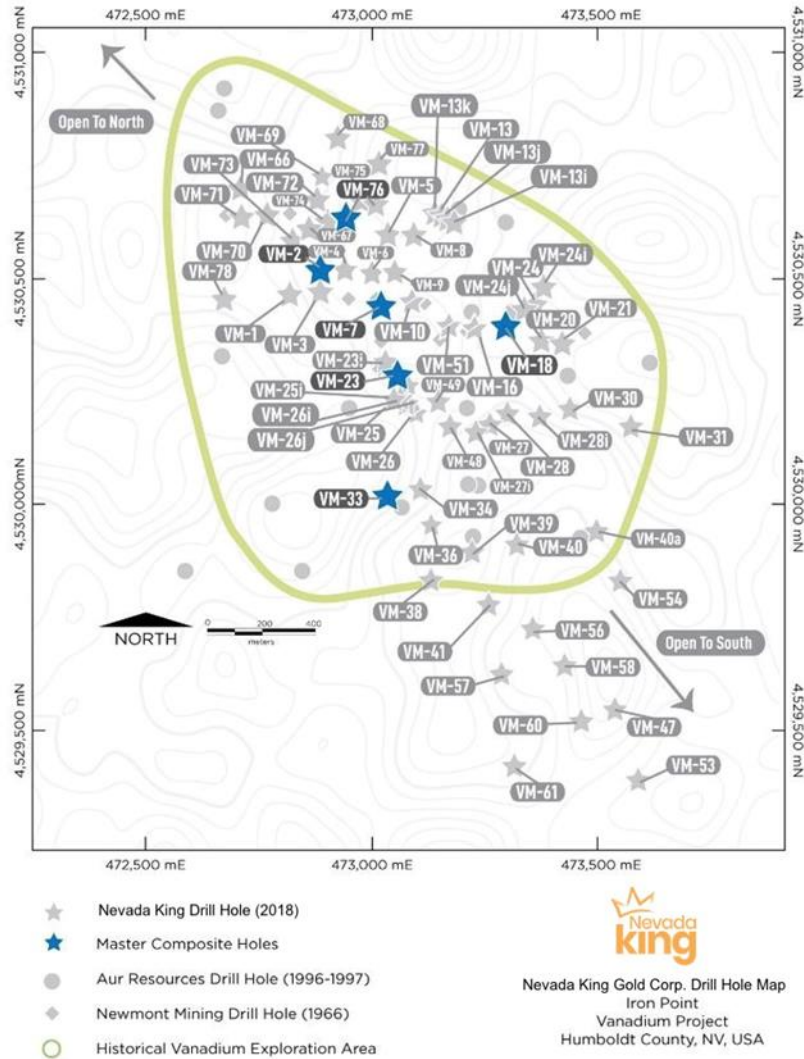 472,500 mE
473,000 mE
473,500 mE
4,531,000 mN
4,531,000 mN
Open To North
VM-68
VM-13k
VM-13
VM-13j
VM-13i
VM-69
VM-73
VM-66
VM-75
VM-77
VM-71
VM-72
VM-76
VM-5
VM-74
VM-70
VM-67
VM-2
VM-4
VM-6
VM-8
VM-24i
VM-78
VM-24
VM-9
VM-24j
VM-21
4,530,500 mN
4,530,500 mN
VM-1
VM-7
VM-10
VM-20
VM-3
VM-51
VM-18
VM-23
VM-16
VM-25i
VM-49
VM-30
VM-26i
VM-26j
VM-25
VM-27
VM-28i
VM-31
VM-26
VM-48
VM-28
VM-27i
VM-33
VM-34
4,530,000 mN
4,530,000 mN
VM-39
VM-36
VM-40
VM-40a
VM-38
VM-54
0 200 400
meters
NORTH
VM-41
VM-56
Open To South
VM-57
VM-58
VM-60
VM-47
4,529,500 mN
4,529,500 mN
VM-61
VM-53
472,500 mE
473,000 mE
473,500 mE
Nevada King Drill Hole (2018)
Master Composite Holes
Aur Resources Drill Hole (1996-1997)
Newmont Mining Drill Hole (1966)
Historical Vanadium Exploration Area
Nevada
king
Nevada King Gold Corp. Drill Hole Map
Iron Point
Vanadium Project
Humboldt County, NV, USA